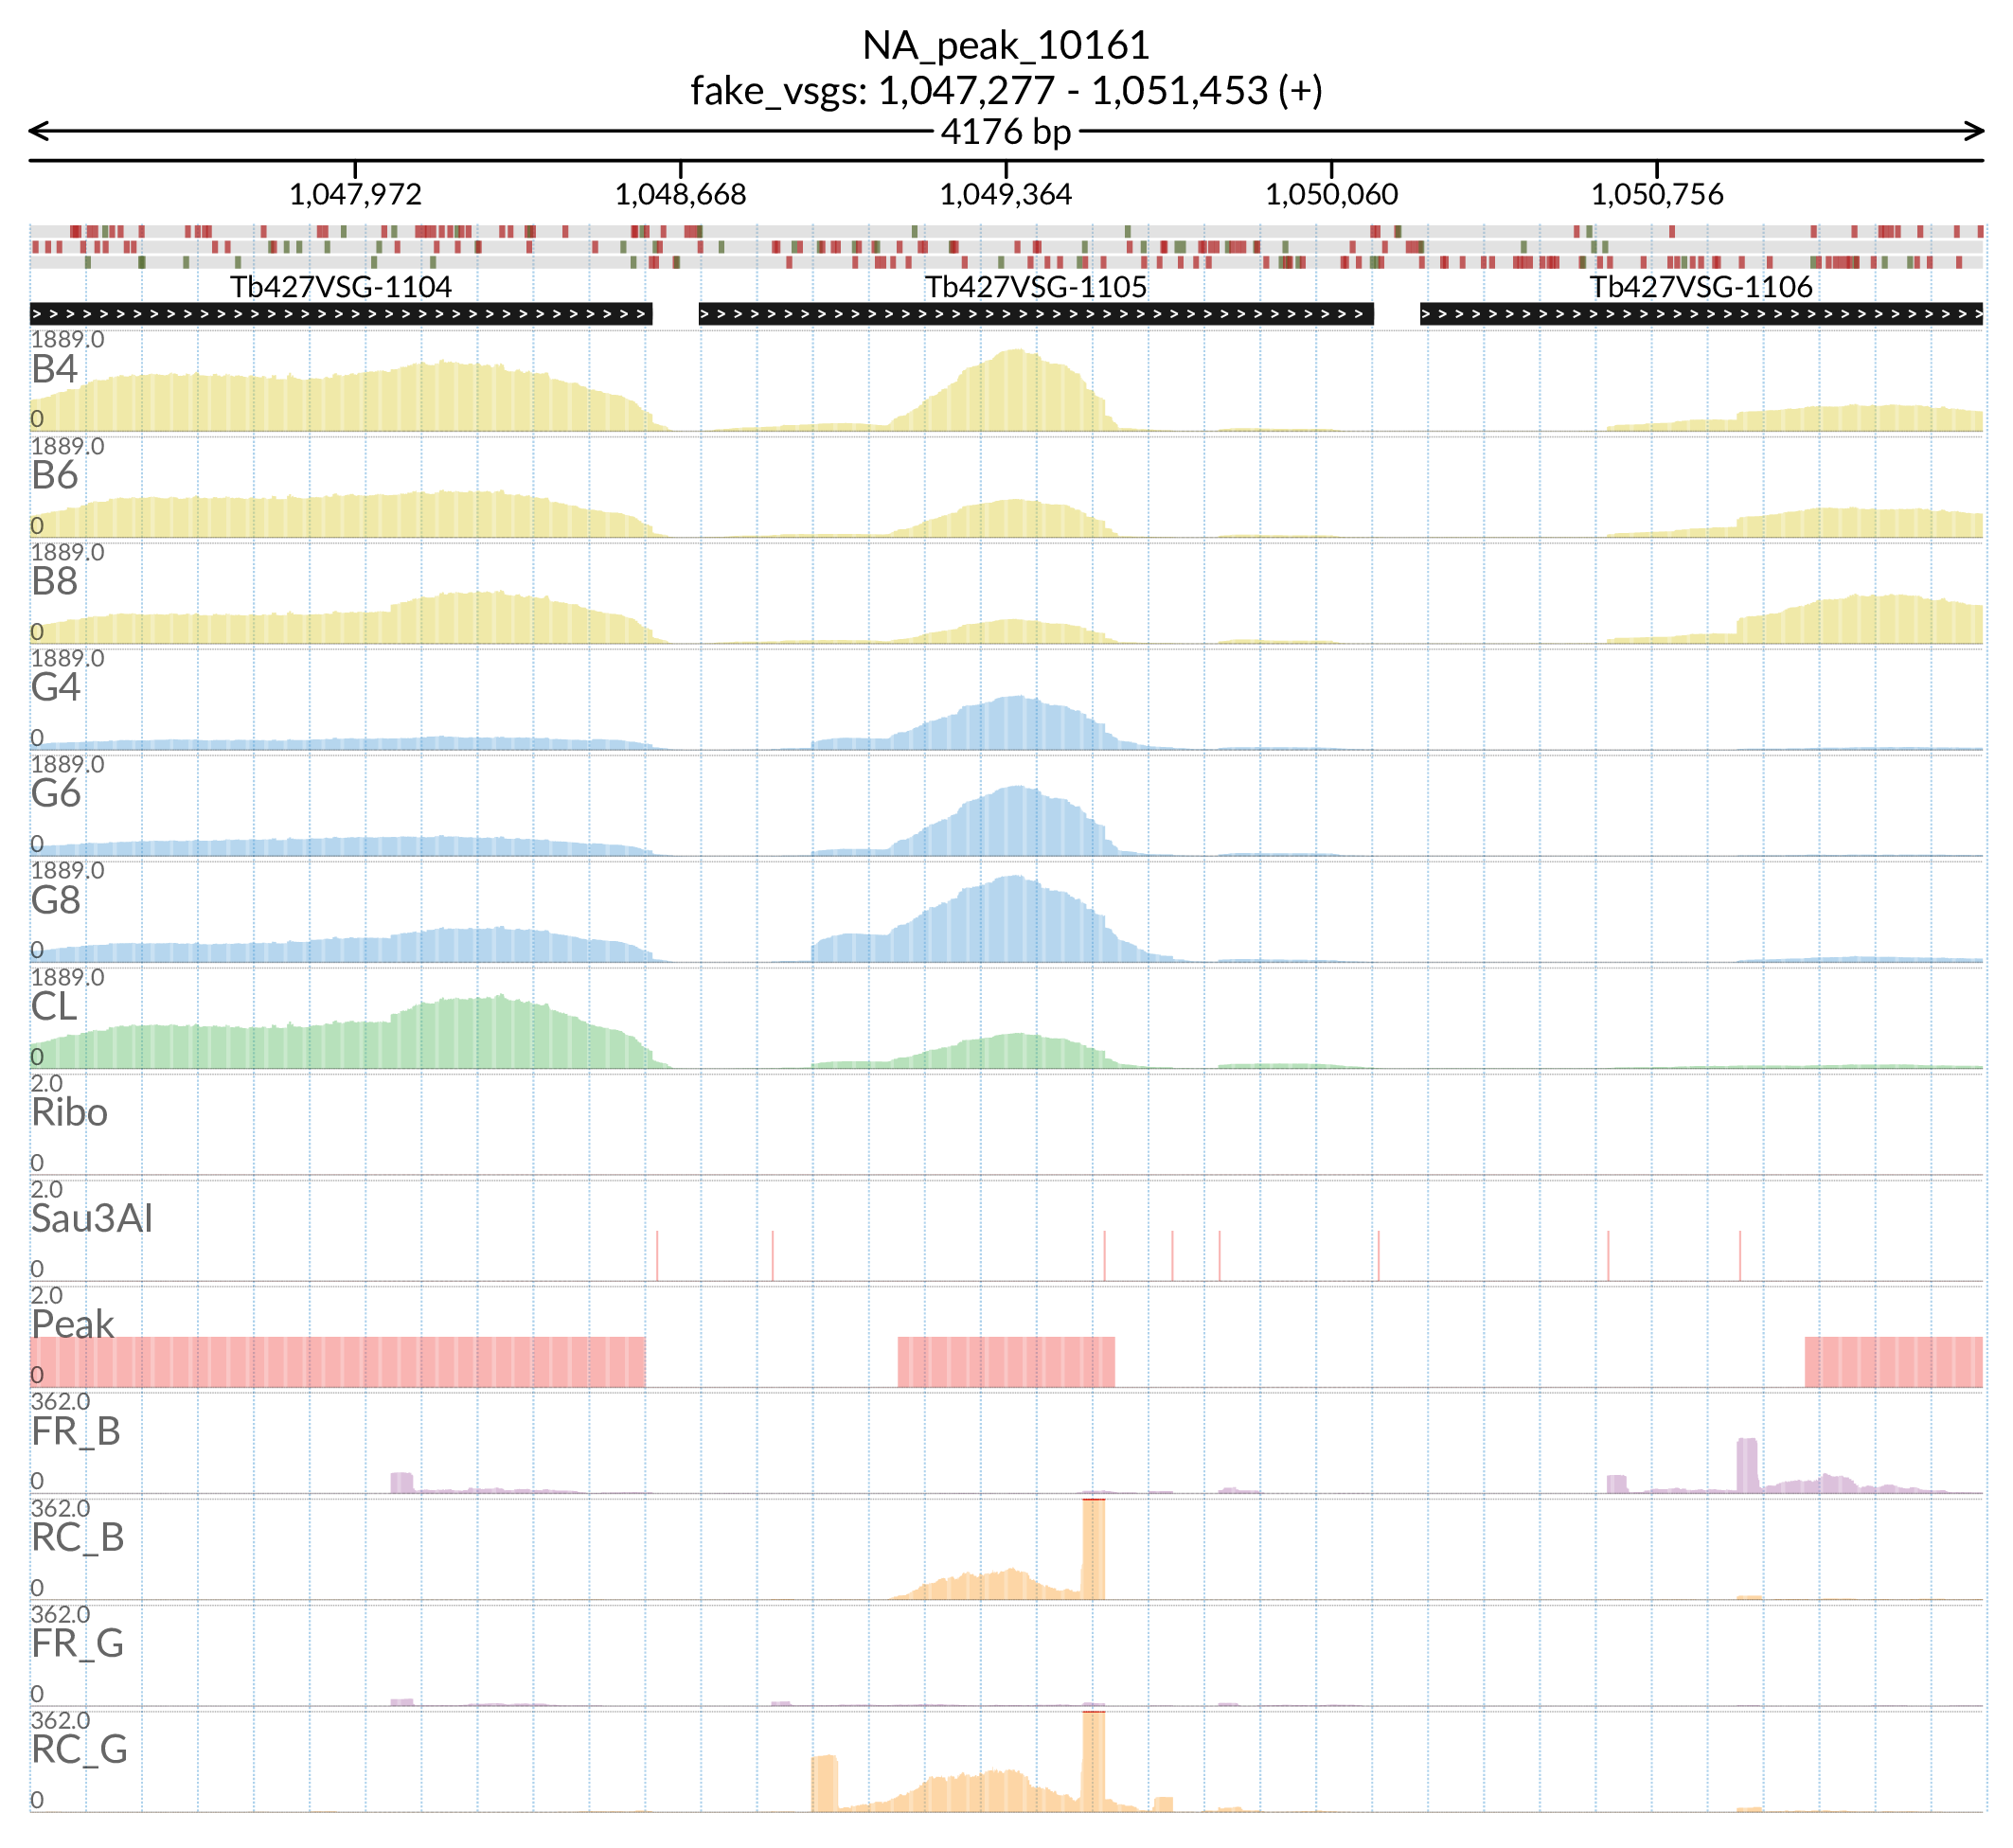 NA_peak_10161
fake_vsgs: 1,047,277 - 1,051,453 (+)
4176 bp
1,047,972 1,048,668 1,049,364 1,050,060 1,050,756
Tb427VSG-1104 Tb427VSG-1105 Tb427VSG-1106
1889.0
B4
0
1889.0
B6
0
1889.0
B8
0
1889.0
G4
0
1889.0
G6
0
1889.0
G8
0
1889.0
CL
0
2.0
Ribo
0
2.0
Sau3AI
0
2.0
Peak
0
362.0
FR_B
0
362.0
RC_B
0
362.0
FR_G
0
362.0
RC_G
0